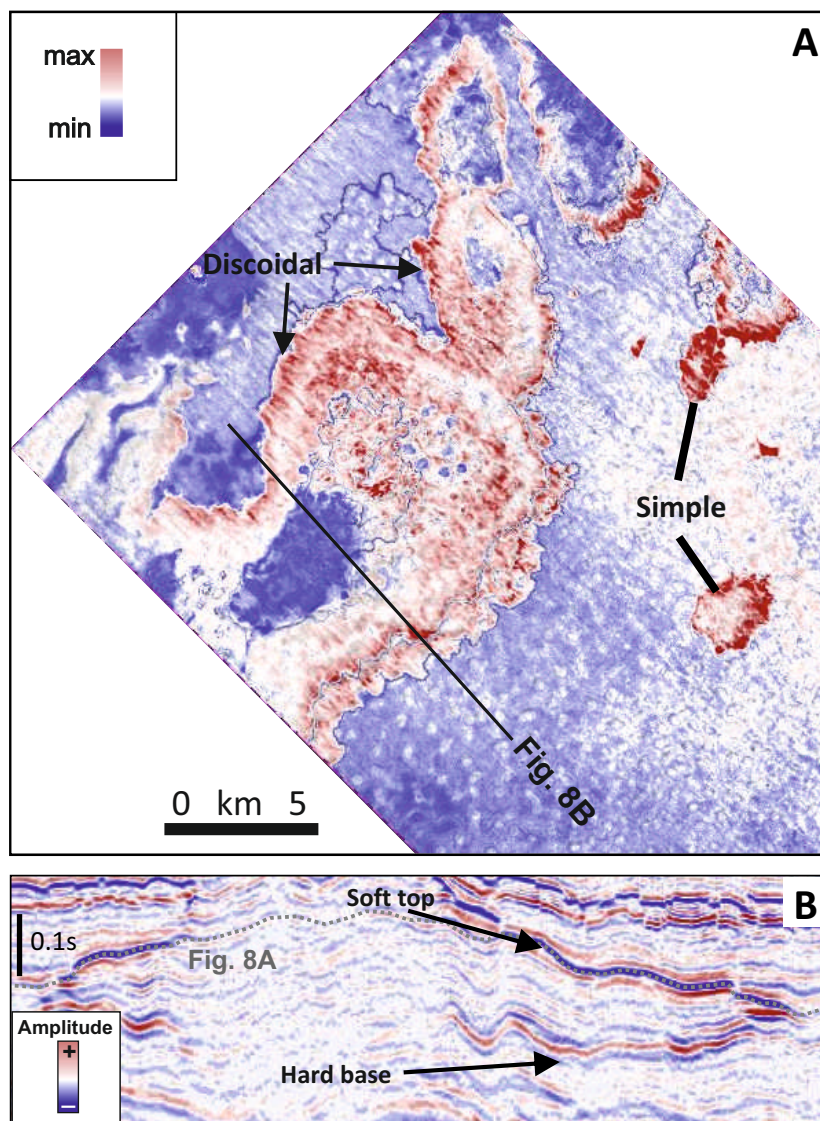 max
min
A
Discoidal
Simple
Fig. 8B
0 km 5
B
Soft top
0.1s
Fig. 8A
Amplitude
+
–
Hard base